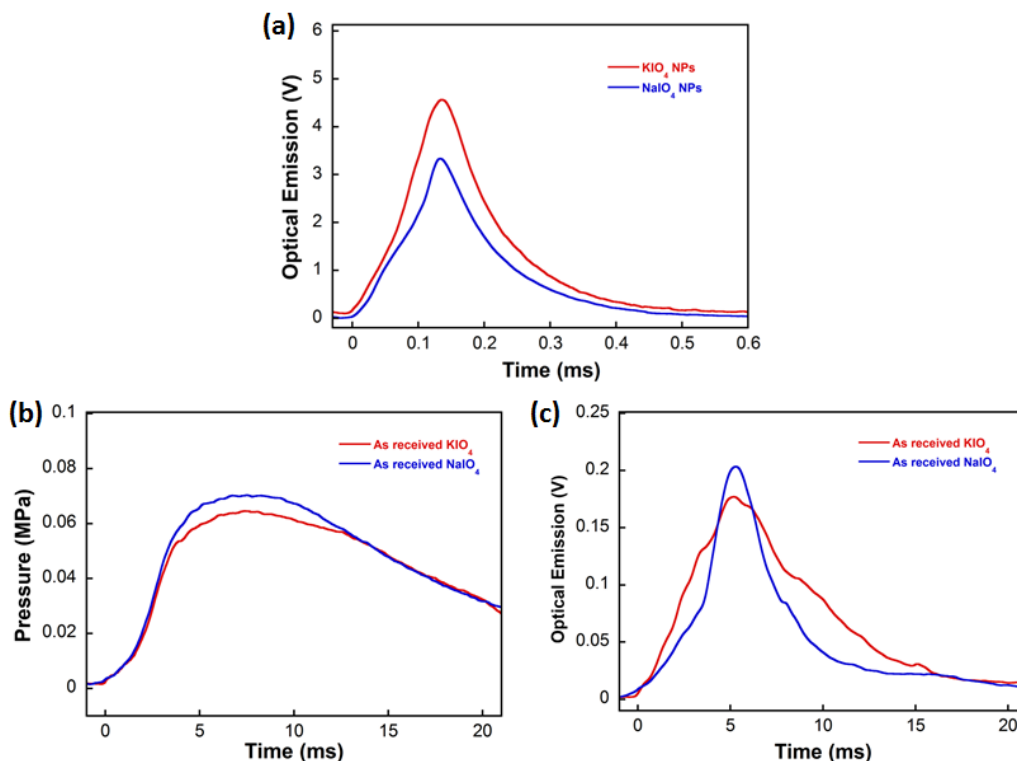 (a)
6
5
4
3
2
1
0
Optical Emission (V)
KIO4 NPs
NaIO4 NPs
0 0.1 0.2 0.3 0.4 0.5 0.6
Time (ms)
(b)
0.1
0.08
0.06
0.04
0.02
0
Pressure (MPa)
As received KIO4
As received NaIO4
0 5 10 15 20
Time (ms)
(c)
0.25
0.2
0.15
0.1
0.05
0
Optical Emission (V)
As received KIO4
As received NaIO4
0 5 10 15 20
Time (ms)